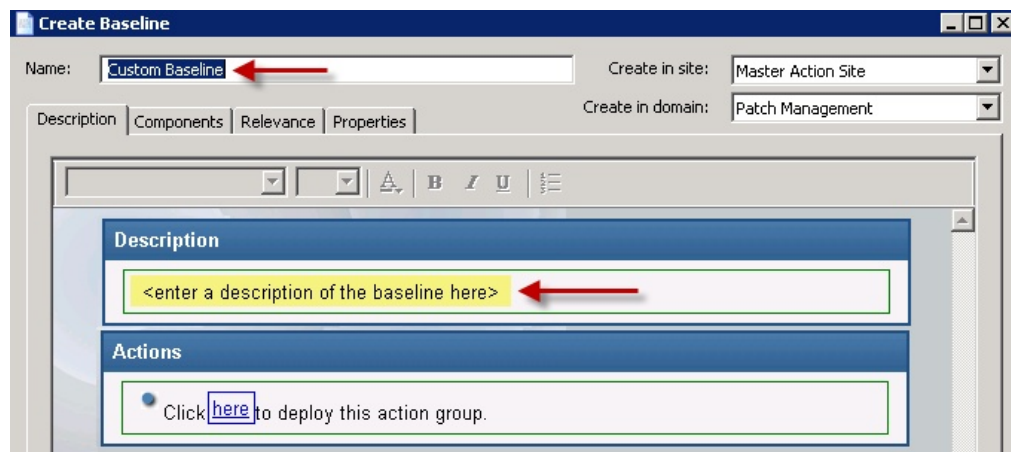 Create Baseline
Name: Custom Baseline Create in site: Master Action Site
Create in domain: Patch Management
Description Components Relevance Properties
A B I U
Description
<enter a description of the baseline here>
Actions
Click here to deploy this action group.